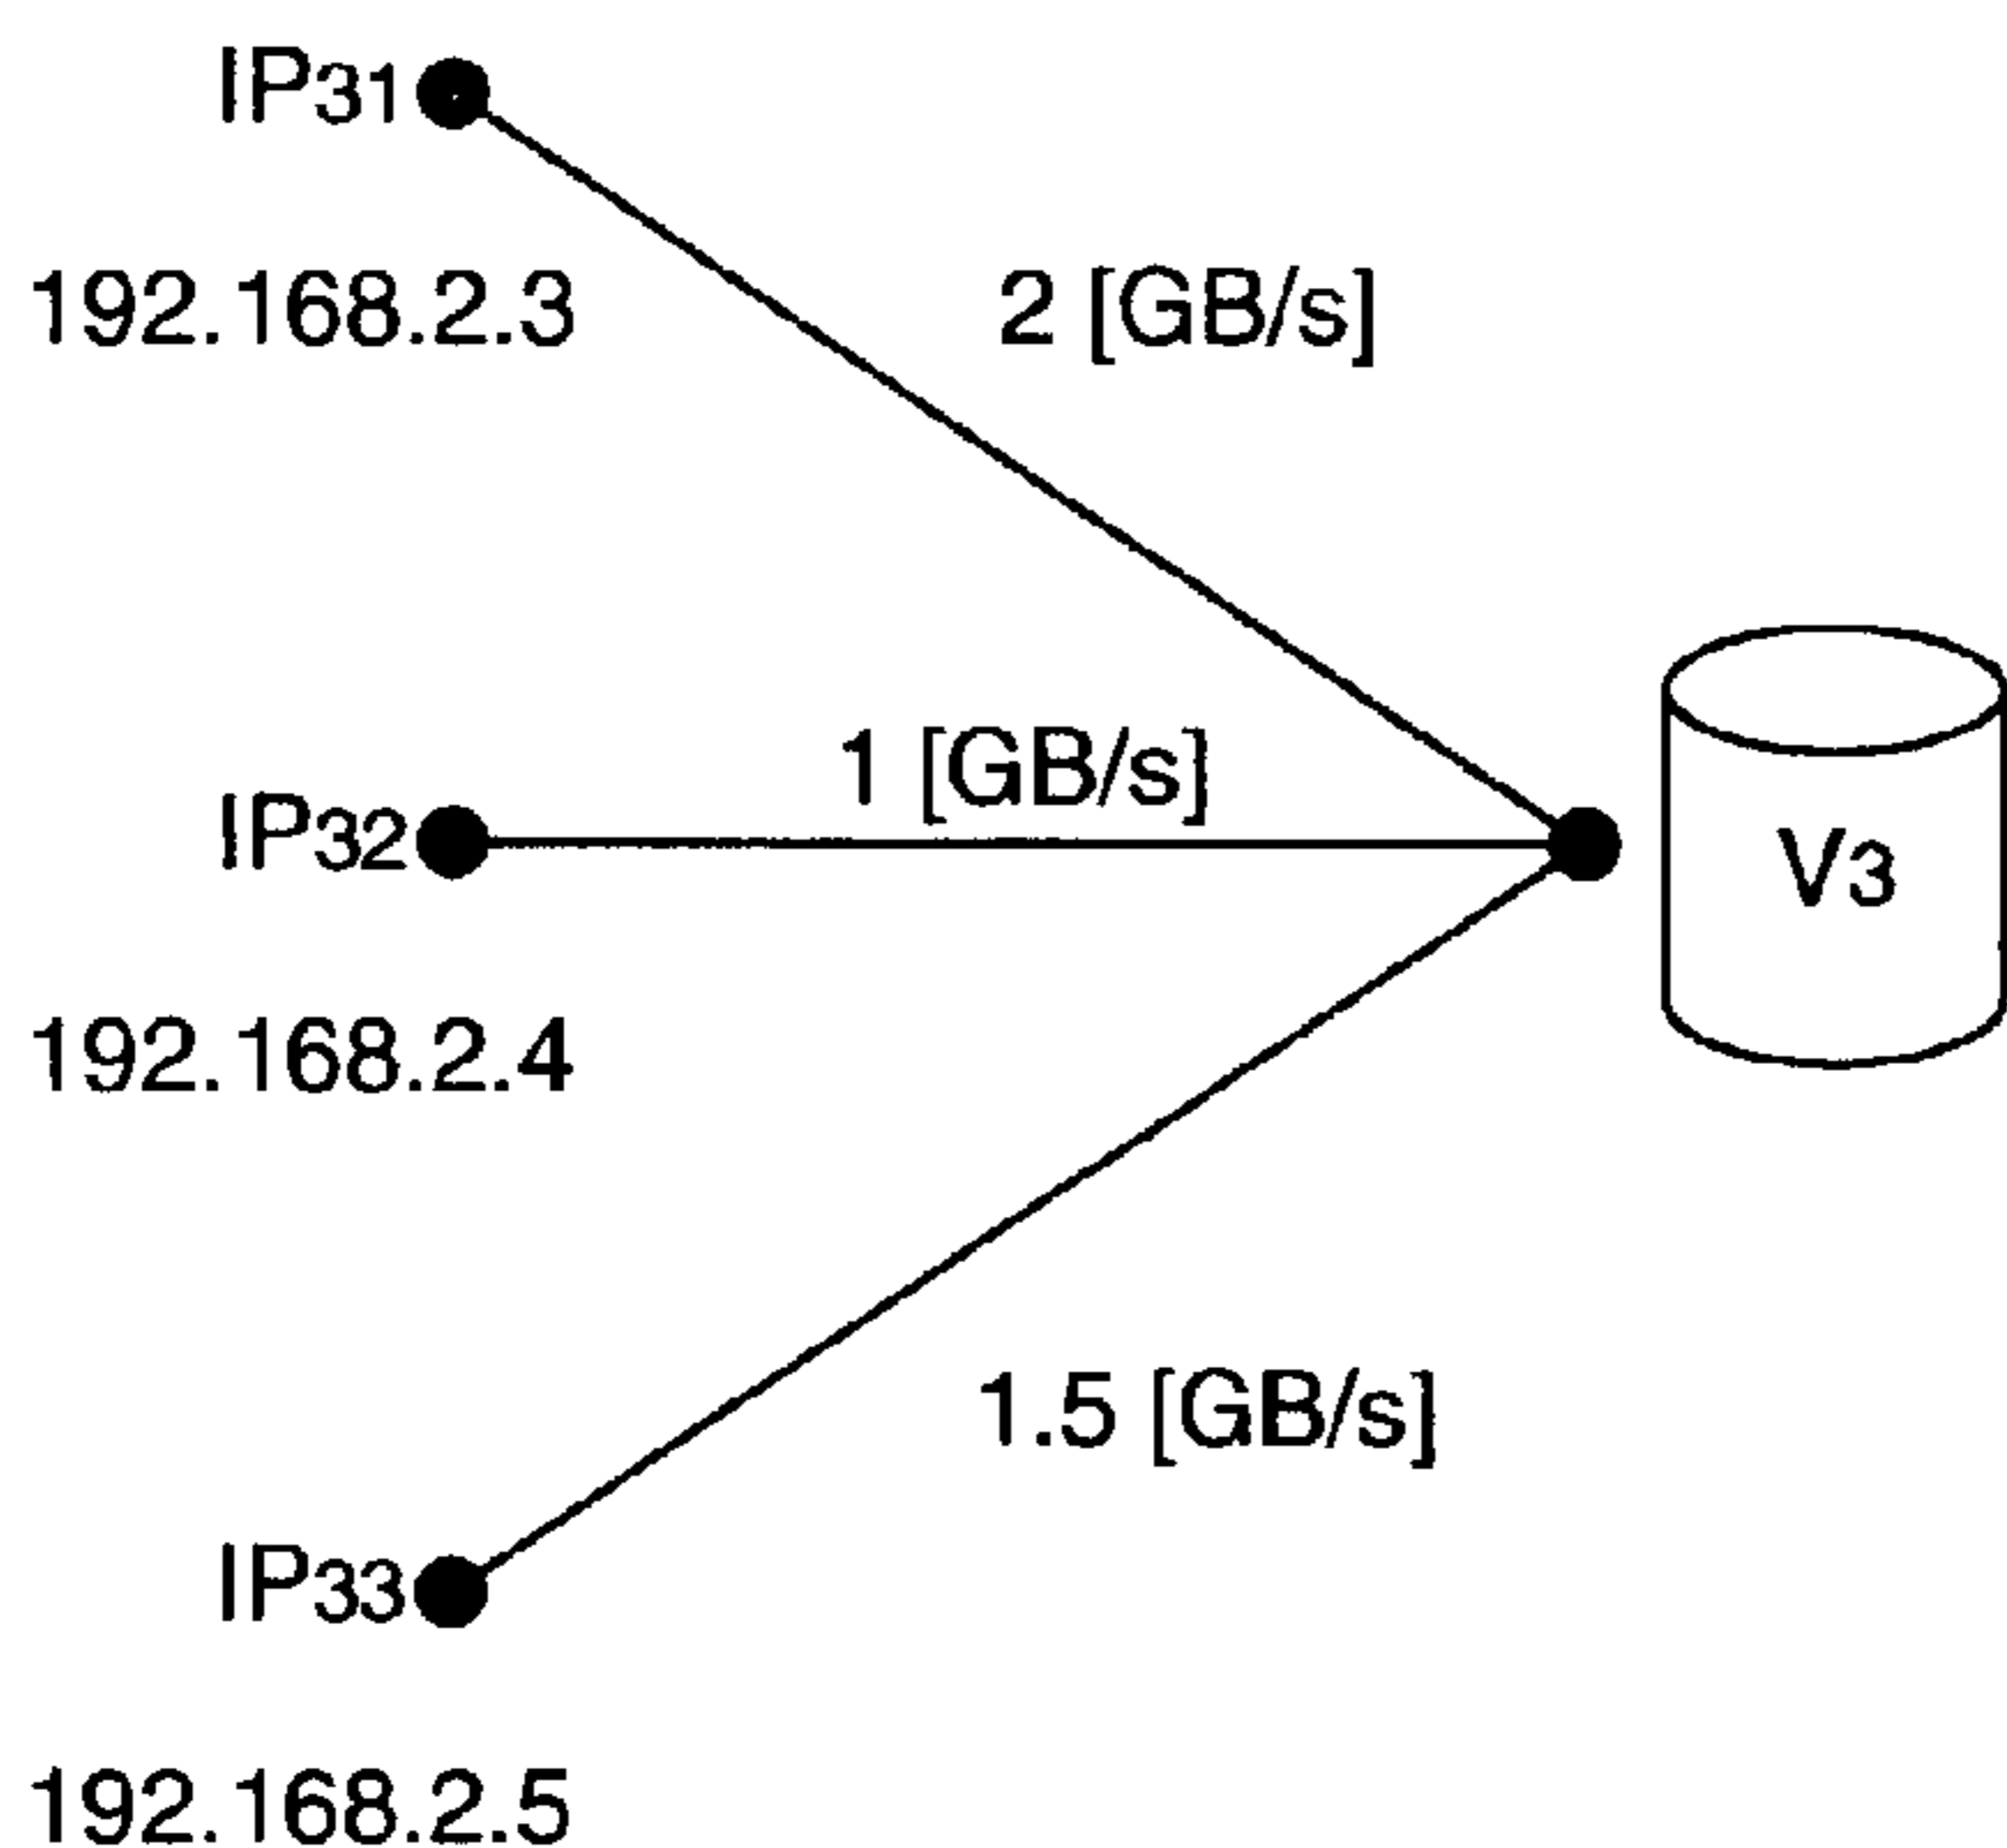 IP31
192.168.2.3
2 [GB/s]
1 [GB/s]
IP32
V3
192.168.2.4
1.5 [GB/s]
IP33
192.168.2.5